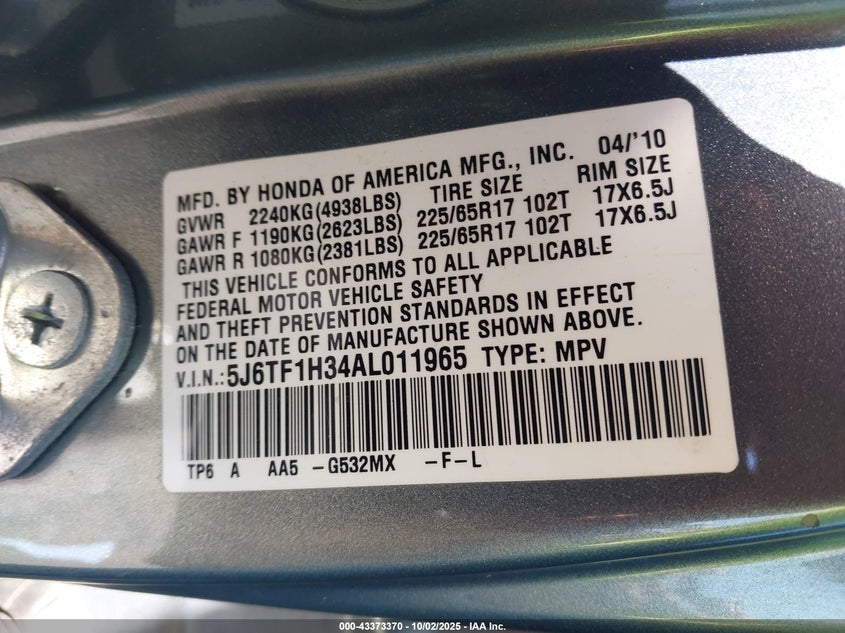 MFD. BY HONDA OF AMERICA MFG., INC. 04/'10
GVWR 2240KG(4938LBS) TIRE SIZE RIM SIZE
GAWR F 1190KG(2623LBS) 225/65R17 102T 17X6.5J
GAWR R 1080KG(2381LBS) 225/65R17 102T 17X6.5J
THIS VEHICLE CONFORMS TO ALL APPLICABLE
FEDERAL MOTOR VEHICLE SAFETY
AND THEFT PREVENTION STANDARDS IN EFFECT
ON THE DATE OF MANUFACTURE SHOWN ABOVE.
V.I.N.:5J6TF1H34AL011965 TYPE: MPV
TP6 A AA5 -G532MX -F-L
000-43373370 - 10/02/2025 - IAA Inc.